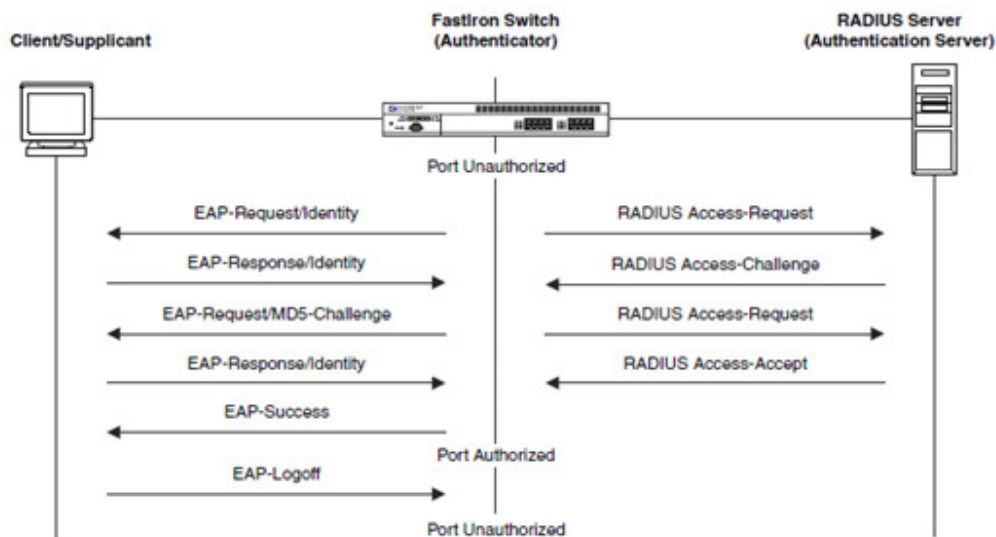 Client/Supplicant
FastIron Switch
(Authenticator)
RADIUS Server
(Authentication Server)
Port Unauthorized
EAP-Request/Identity
RADIUS Access-Request
EAP-Response/Identity
RADIUS Access-Challenge
EAP-Request/MD5-Challenge
RADIUS Access-Request
EAP-Response/Identity
RADIUS Access-Accept
EAP-Success
Port Authorized
EAP-Logoff
Port Unauthorized